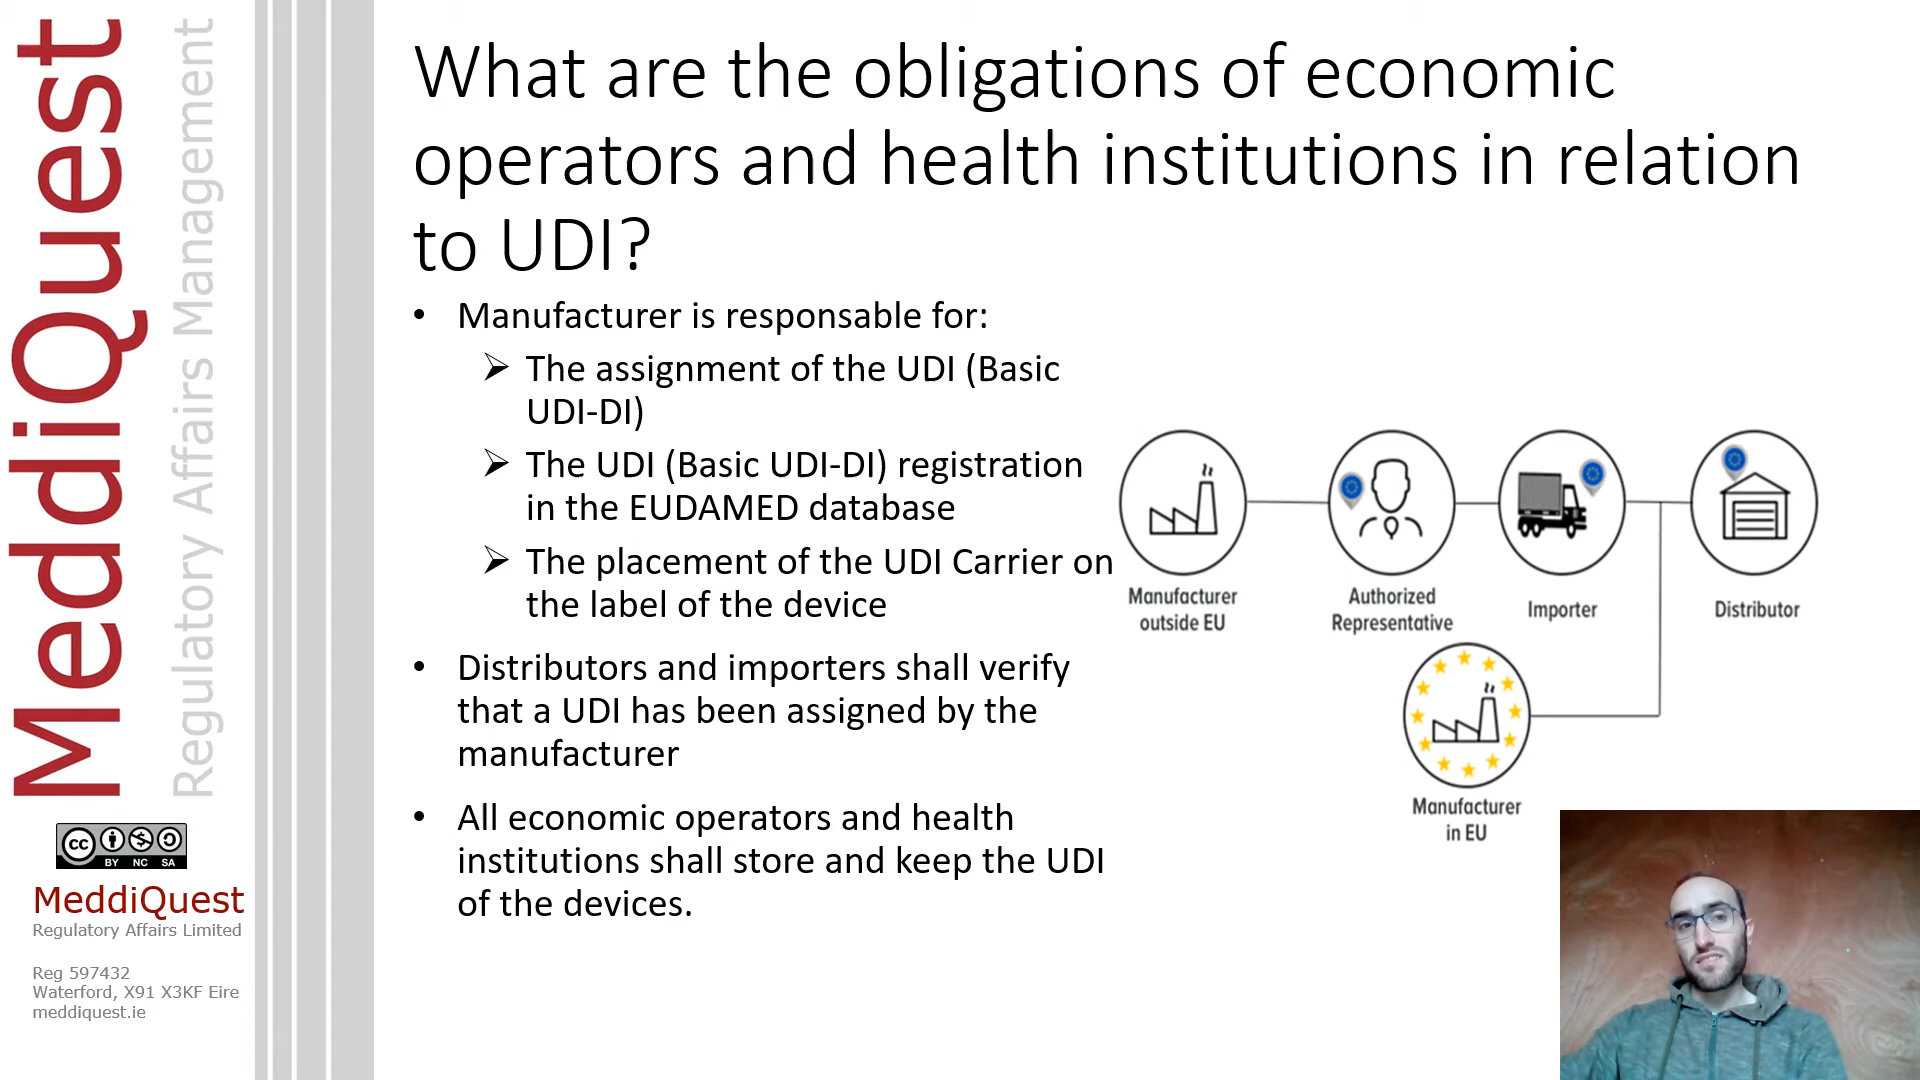 MeddiQuest
Regulatory Affairs Management
What are the obligations of economic
operators and health institutions in relation
to UDI?
• Manufacturer is responsable for:
➢ The assignment of the UDI (Basic
UDI-DI)
➢ The UDI (Basic UDI-DI) registration
in the EUDAMED database
➢ The placement of the UDI Carrier on
the label of the device
• Distributors and importers shall verify
that a UDI has been assigned by the
manufacturer
• All economic operators and health
institutions shall store and keep the UDI
of the devices.
Manufacturer
outside EU
Authorized
Representative
Importer
Distributor
Manufacturer
in EU
cc
BY NC SA
MeddiQuest
Regulatory Affairs Limited
Reg 597432
Waterford, X91 X3KF Eire
meddiquest.ie